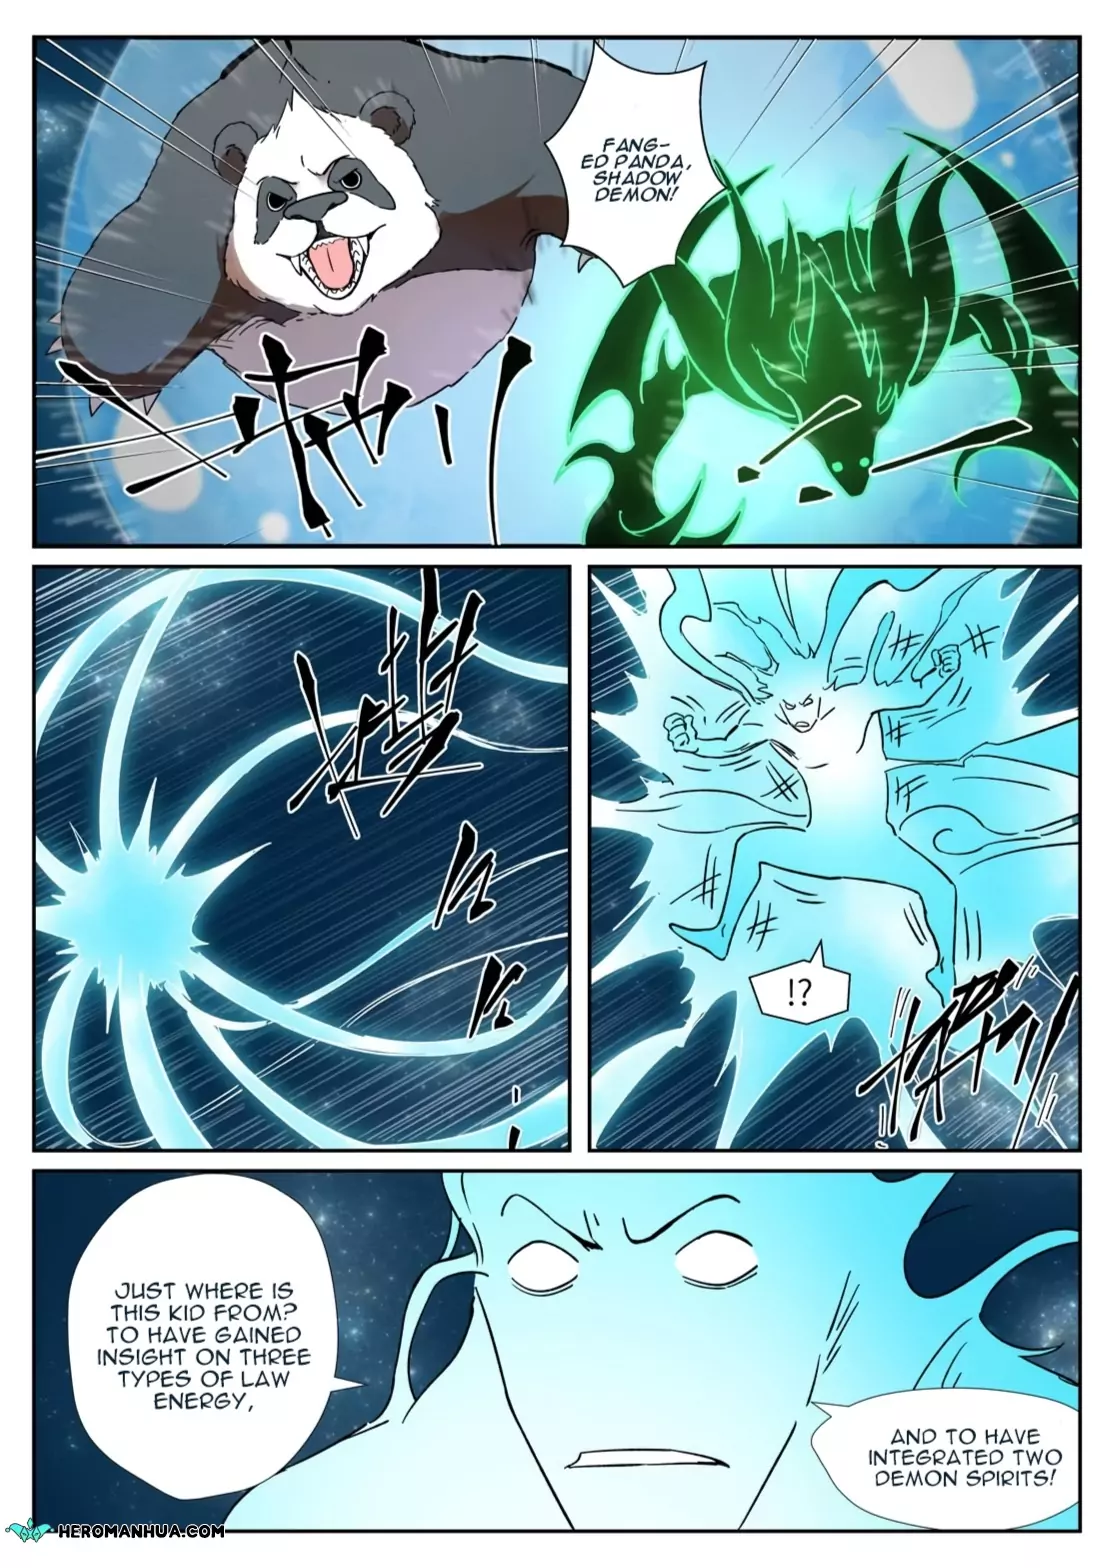 FANG-
ED PANDA,
SHADOW
DEMON!
!?
JUST WHERE IS
THIS KID FROM?
TO HAVE GAINED
INSIGHT ON THREE
TYPES OF LAW
ENERGY,
AND TO HAVE
INTEGRATED TWO
DEMON SPIRITS!
HEROMANHUA.COM